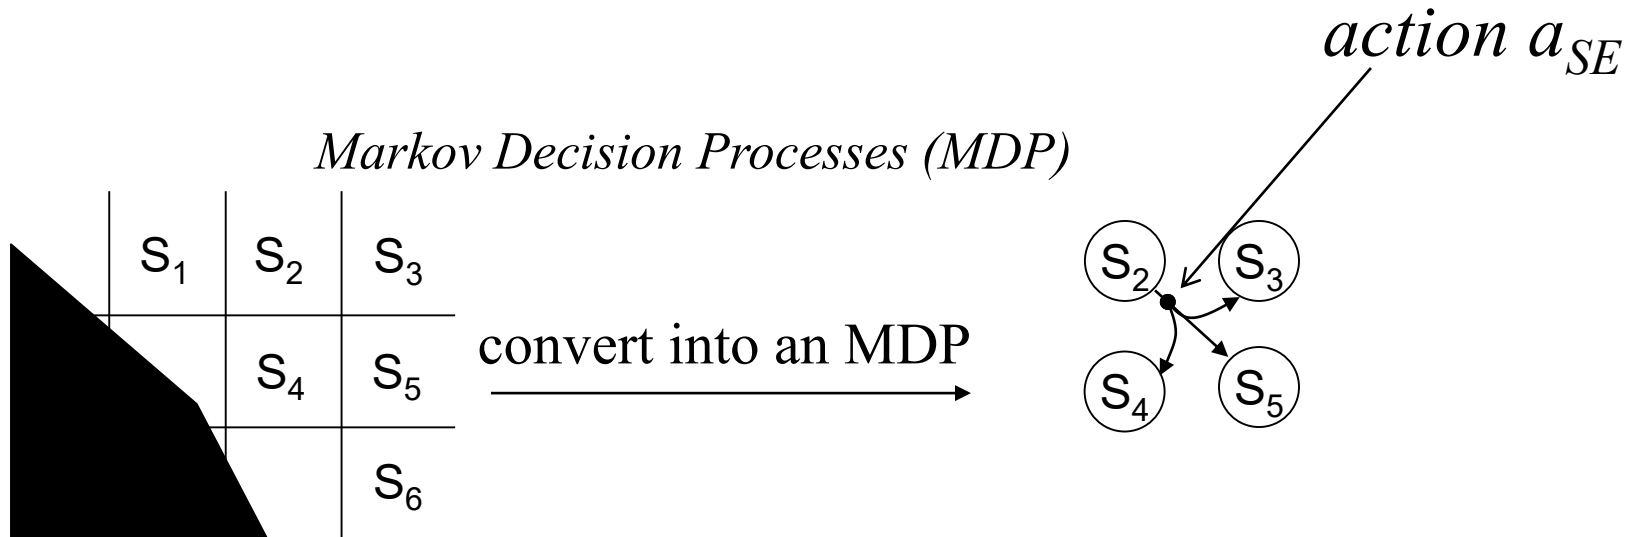 action a_SE
Markov Decision Processes (MDP)
S₁ S₂ S₃
S₂ S₃
convert into an MDP
S₄ S₅
S₄ S₅
S₆